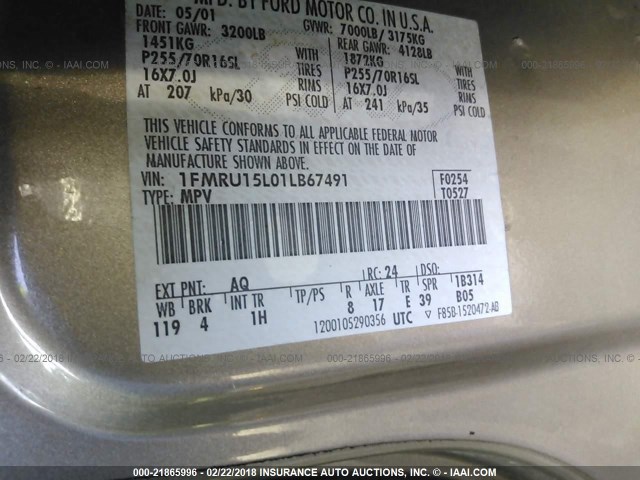 MFD. BY FORD MOTOR CO. IN U.S.A.
DATE: 05/01 GVWR: 7000LB/ 3175KG
FRONT GAWR: 3200LB REAR GAWR: 4128LB
1451KG WITH 1872KG WITH
P255/70R16SL TIRES P255/70R16SL TIRES
16X7.0J RIMS 16X7.0J RIMS
AT 207 kPa/30 PSI COLD AT 241 kPa/35 PSI COLD
THIS VEHICLE CONFORMS TO ALL APPLICABLE FEDERAL MOTOR
VEHICLE SAFETY STANDARDS IN EFFECT ON THE DATE OF
MANUFACTURE SHOWN ABOVE.
VIN: 1FMRU15L01LB67491 F0254
TYPE: MPV T0527
EXT PNT: AQ RC: 24 DSO:
WB BRK INT TR TP/PS R AXLE TR SPR 1B314
119 4 1H 8 17 E 39 B05
1200105290356 UTC ▽ F85B-1520472-AB
000-21865996 - 02/22/2018 INSURANCE AUTO AUCTIONS, INC. - © - IAAI.COM